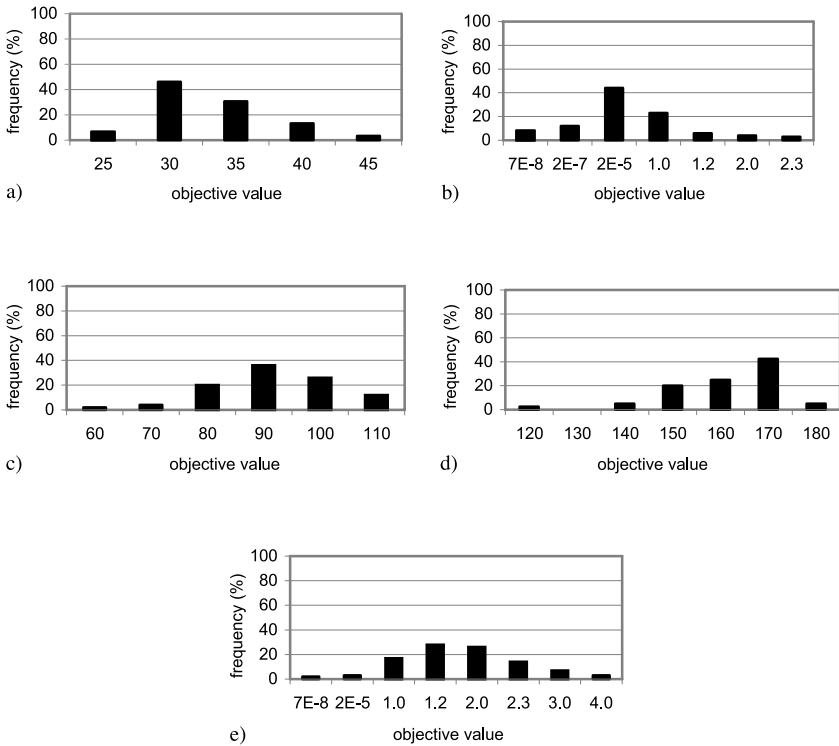 frequency (%)
100
80
60
40
20
0
25 30 35 40 45
objective value
a)
frequency (%)
100
80
60
40
20
0
7E-8 2E-7 2E-5 1.0 1.2 2.0 2.3
objective value
b)
frequency (%)
100
80
60
40
20
0
60 70 80 90 100 110
objective value
c)
frequency (%)
100
80
60
40
20
0
120 130 140 150 160 170 180
objective value
d)
frequency (%)
100
80
60
40
20
0
7E-8 2E-5 1.0 1.2 2.0 2.3 3.0 4.0
objective value
e)